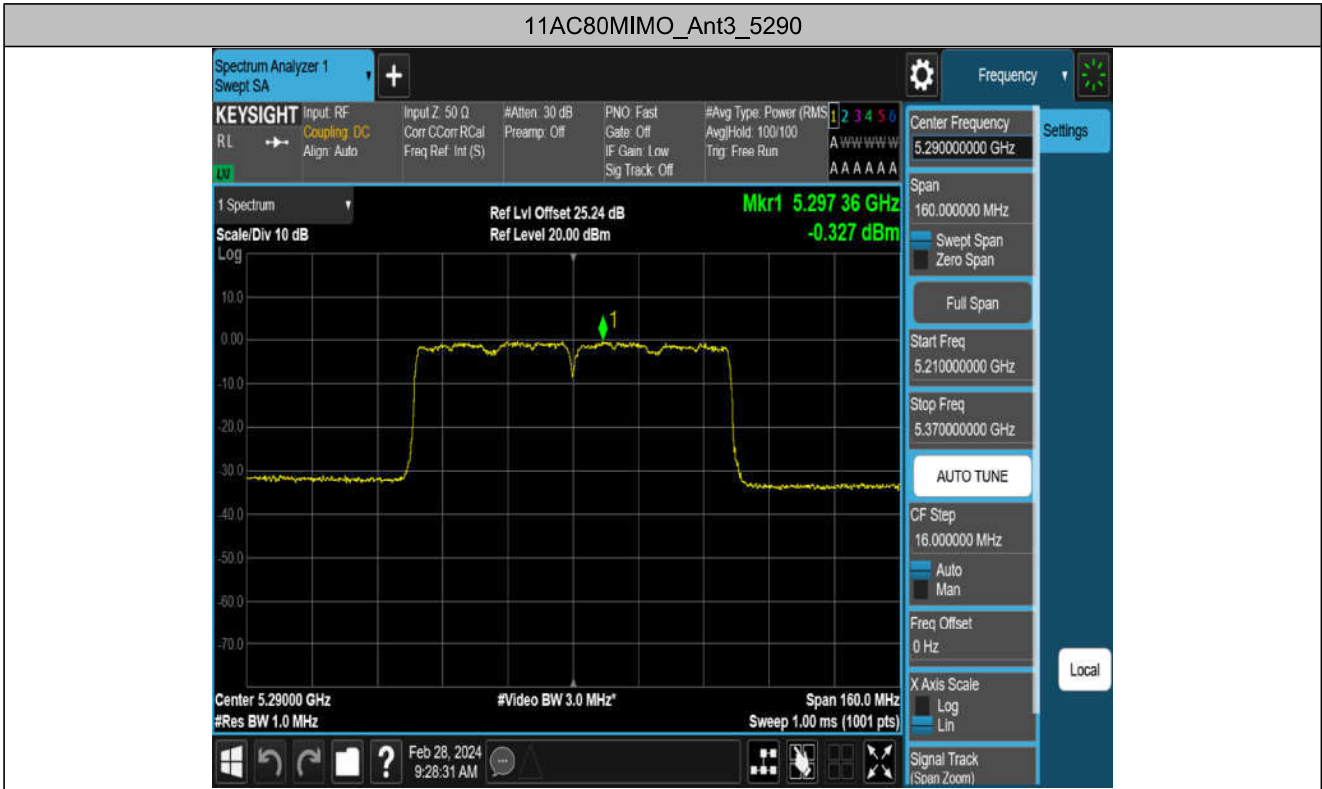 11AC80MIMO_Ant3_5290
Spectrum Analyzer 1
Swept SA
+
Frequency
KEYSIGHT
RL
LXI
Input: RF
Coupling: DC
Align: Auto
Input Z: 50 Ω
Corr CCorr RCal
Freq Ref: Int (S)
#Atten: 30 dB
Preamp: Off
PNO: Fast
Gate: Off
IF Gain: Low
Sig Track: Off
#Avg Type: Power (RMS
Avg|Hold: 100/100
Trig: Free Run
1 2 3 4 5 6
A W W W W W
A A A A A A
1 Spectrum
Scale/Div 10 dB
Log
Ref Lvl Offset 25.24 dB
Ref Level 20.00 dBm
Mkr1 5.297 36 GHz
-0.327 dBm
10.0
0.00
-10.0
-20.0
-30.0
-40.0
-50.0
-60.0
-70.0
1
Center 5.29000 GHz
#Res BW 1.0 MHz
#Video BW 3.0 MHz*
Span 160.0 MHz
Sweep 1.00 ms (1001 pts)
Center Frequency
5.290000000 GHz
Settings
Span
160.000000 MHz
Swept Span
Zero Span
Full Span
Start Freq
5.210000000 GHz
Stop Freq
5.370000000 GHz
AUTO TUNE
CF Step
16.000000 MHz
Auto
Man
Freq Offset
0 Hz
Local
X Axis Scale
Log
Lin
Signal Track
(Span Zoom)
?
Feb 28, 2024
9:28:31 AM